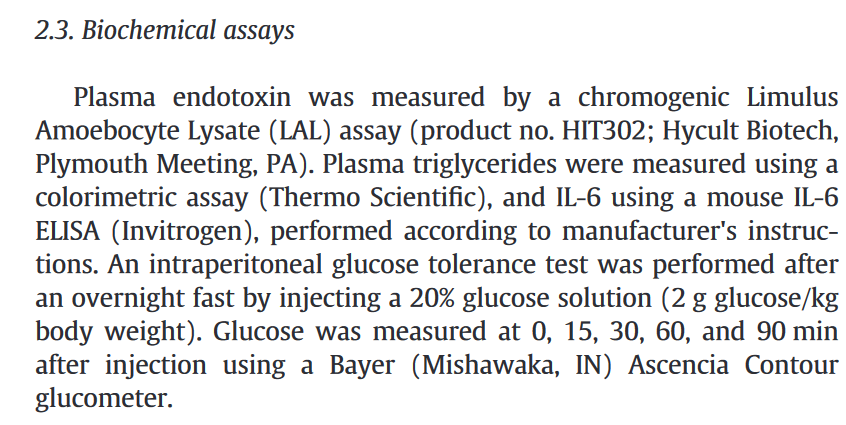 2.3. Biochemical assays
Plasma endotoxin was measured by a chromogenic Limulus
Amoebocyte Lysate (LAL) assay (product no. HIT302; Hycult Biotech,
Plymouth Meeting, PA). Plasma triglycerides were measured using a
colorimetric assay (Thermo Scientific), and IL-6 using a mouse IL-6
ELISA (Invitrogen), performed according to manufacturer's instruc-
tions. An intraperitoneal glucose tolerance test was performed after
an overnight fast by injecting a 20% glucose solution (2 g glucose/kg
body weight). Glucose was measured at 0, 15, 30, 60, and 90 min
after injection using a Bayer (Mishawaka, IN) Ascencia Contour
glucometer.